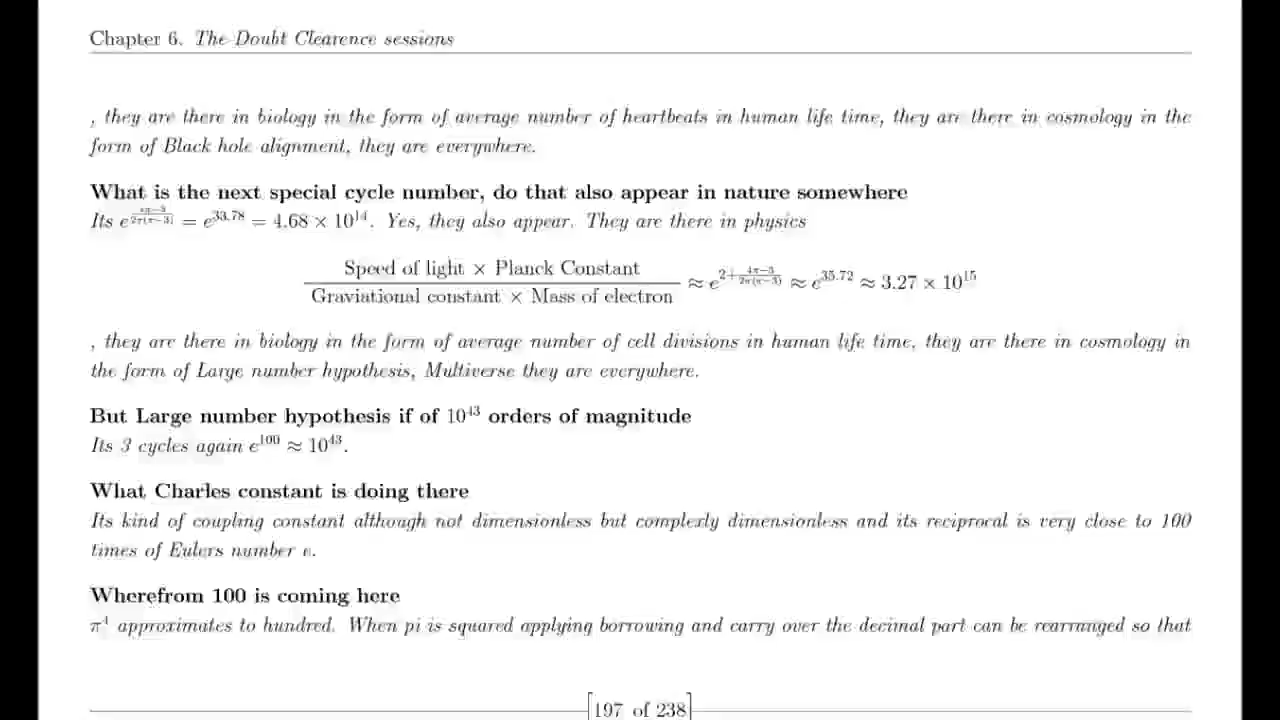 Chapter 6. The Doubt Clearence sessions
, they are there in biology in the form of average number of heartbeats in human life time, they are there in cosmology in the
form of Black hole alignment, they are everywhere.
What is the next special cycle number, do that also appear in nature somewhere
Its e^{\frac{4π−3}{2π(π−3)}} = e^{33.78} = 4.68 × 10^{14}. Yes, they also appear. They are there in physics
Speed of light × Planck Constant
Graviational constant × Mass of electron
≈ e^{2+\frac{4π−3}{2π(π−3)}} ≈ e^{35.72} ≈ 3.27 × 10^{15}
, they are there in biology in the form of average number of cell divisions in human life time, they are there in cosmology in
the form of Large number hypothesis, Multiverse they are everywhere.
But Large number hypothesis if of 10^{43} orders of magnitude
Its 3 cycles again e^{100} ≈ 10^{43}.
What Charles constant is doing there
Its kind of coupling constant although not dimensionless but complexly dimensionless and its reciprocal is very close to 100
times of Eulers number e.
Wherefrom 100 is coming here
π^{4} approximates to hundred. When pi is squared applying borrowing and carry over the decimal part can be rearranged so that
[197 of 238]